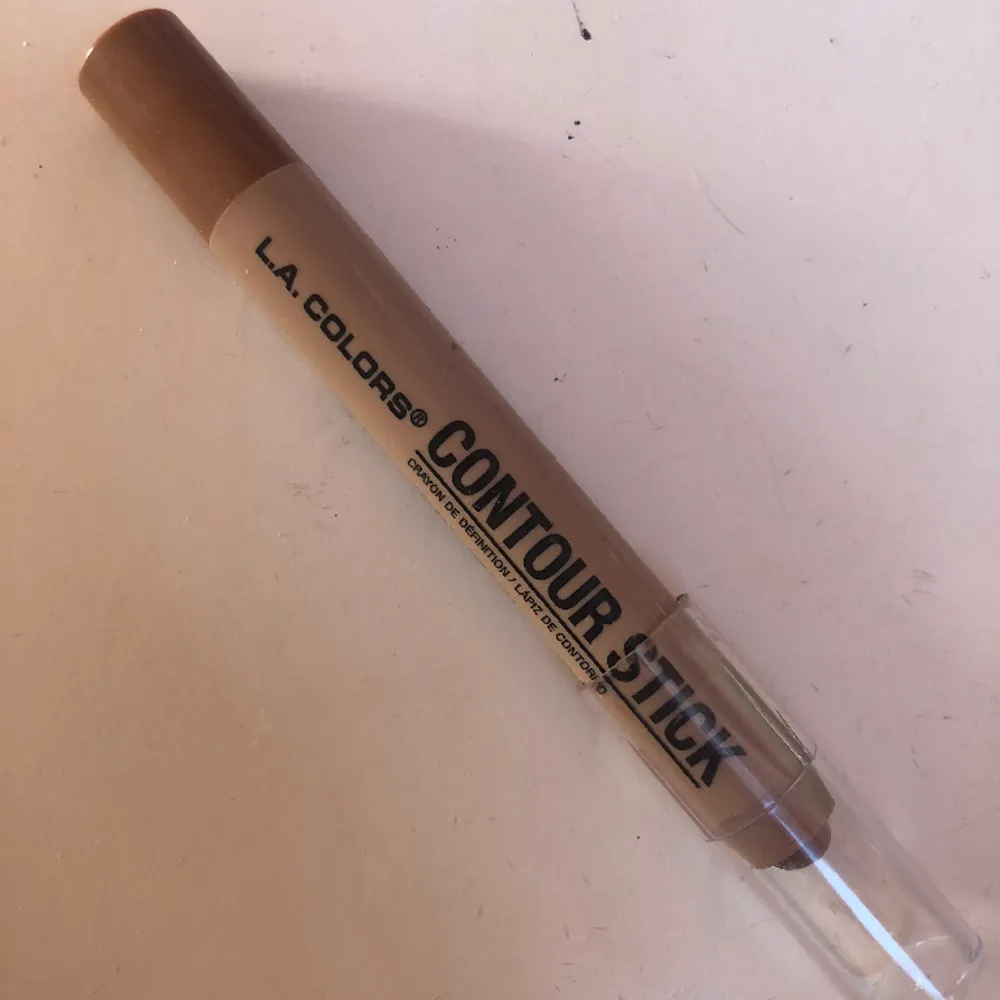 L.A. COLORS®
CONTOUR STICK
CRAYON DE DÉFINITION / LÁPIZ DE CONTORNO